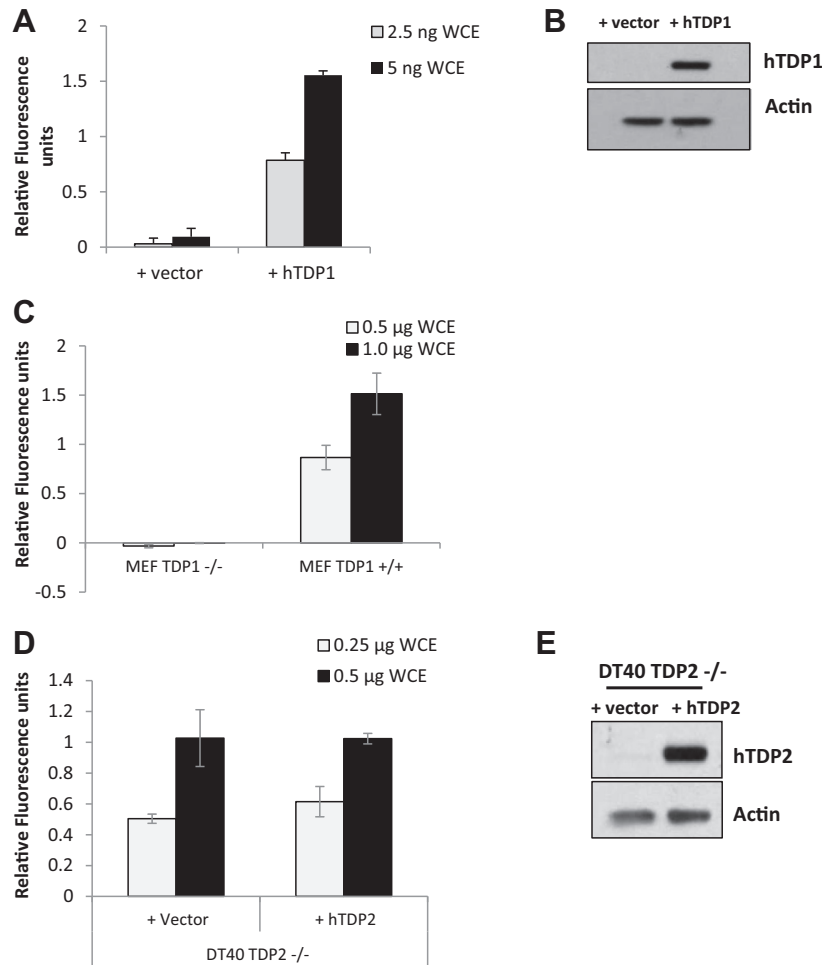 A
Relative Fluorescence units
2
1.5
1
0.5
0
2.5 ng WCE
5 ng WCE
+ vector
+ hTDP1
B
+ vector + hTDP1
hTDP1
Actin
C
Relative Fluorescence units
2
1.5
1
0.5
0
-0.5
0.5 µg WCE
1.0 µg WCE
MEF TDP1 -/-
MEF TDP1 +/+
D
Relative Fluorescence units
1.4
1.2
1
0.8
0.6
0.4
0.2
0
0.25 µg WCE
0.5 µg WCE
+ Vector
+ hTDP2
DT40 TDP2 -/-
E
DT40 TDP2 -/-
+ vector + hTDP2
hTDP2
Actin